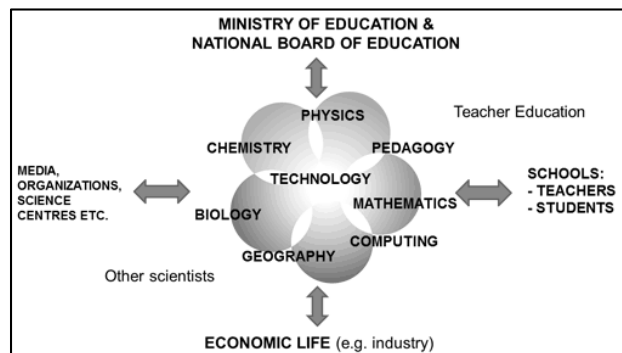 MINISTRY OF EDUCATION &
NATIONAL BOARD OF EDUCATION
PHYSICS
Teacher Education
CHEMISTRY
PEDAGOGY
MEDIA,
ORGANIZATIONS,
SCIENCE
CENTRES ETC.
TECHNOLOGY
SCHOOLS:
- TEACHERS
- STUDENTS
BIOLOGY
MATHEMATICS
COMPUTING
GEOGRAPHY
Other scientists
ECONOMIC LIFE (e.g. industry)